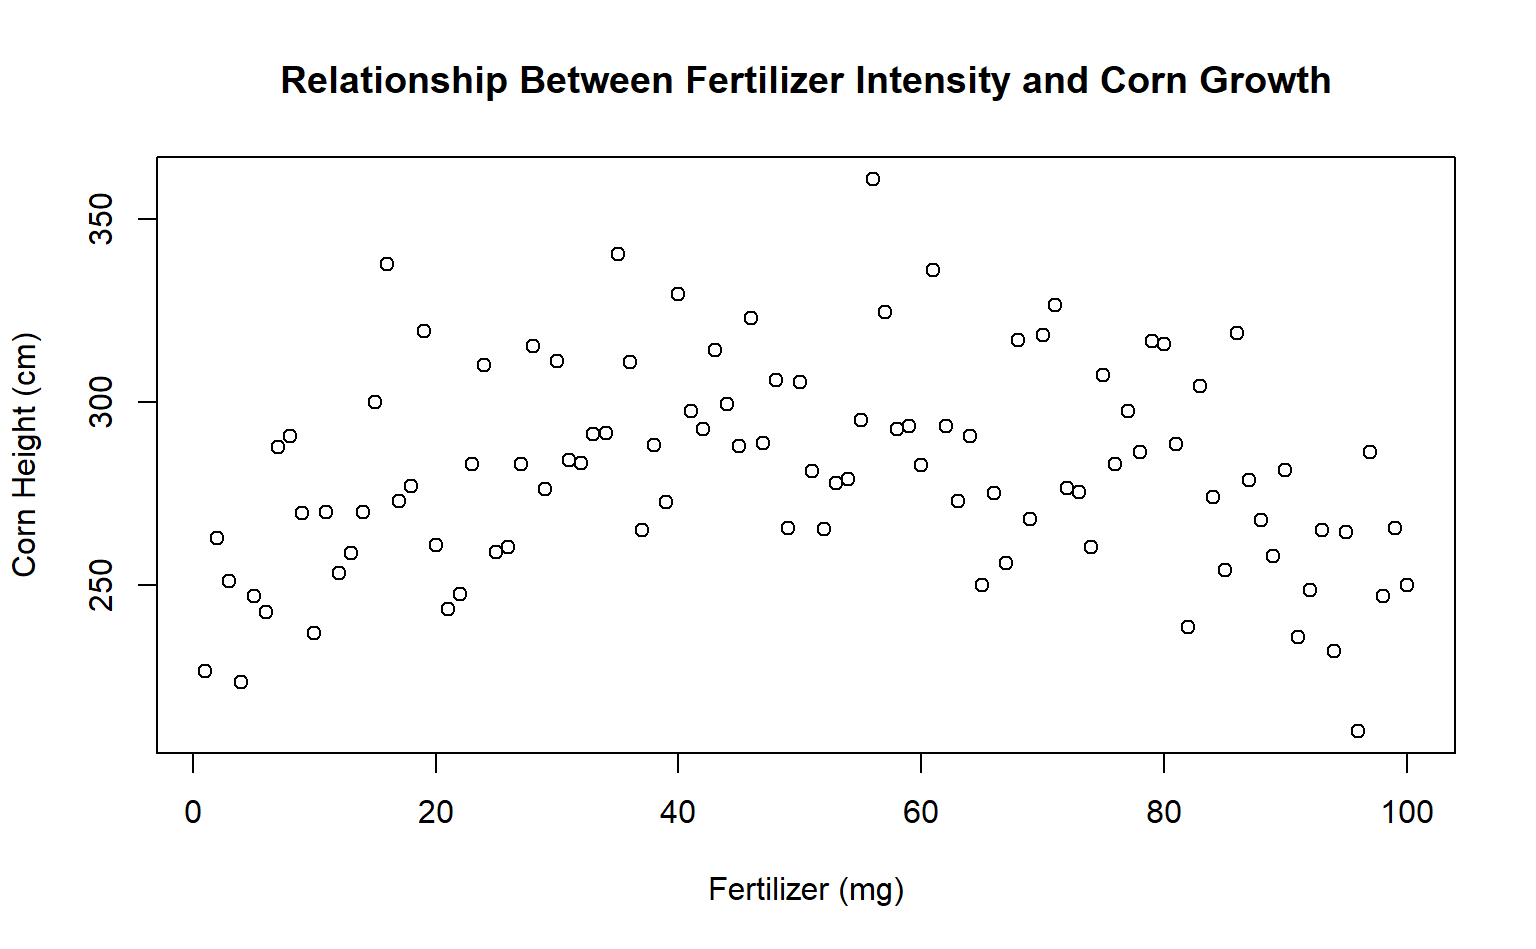 Relationship Between Fertilizer Intensity and Corn Growth
Corn Height (cm)
350
300
250
0 20 40 60 80 100
Fertilizer (mg)